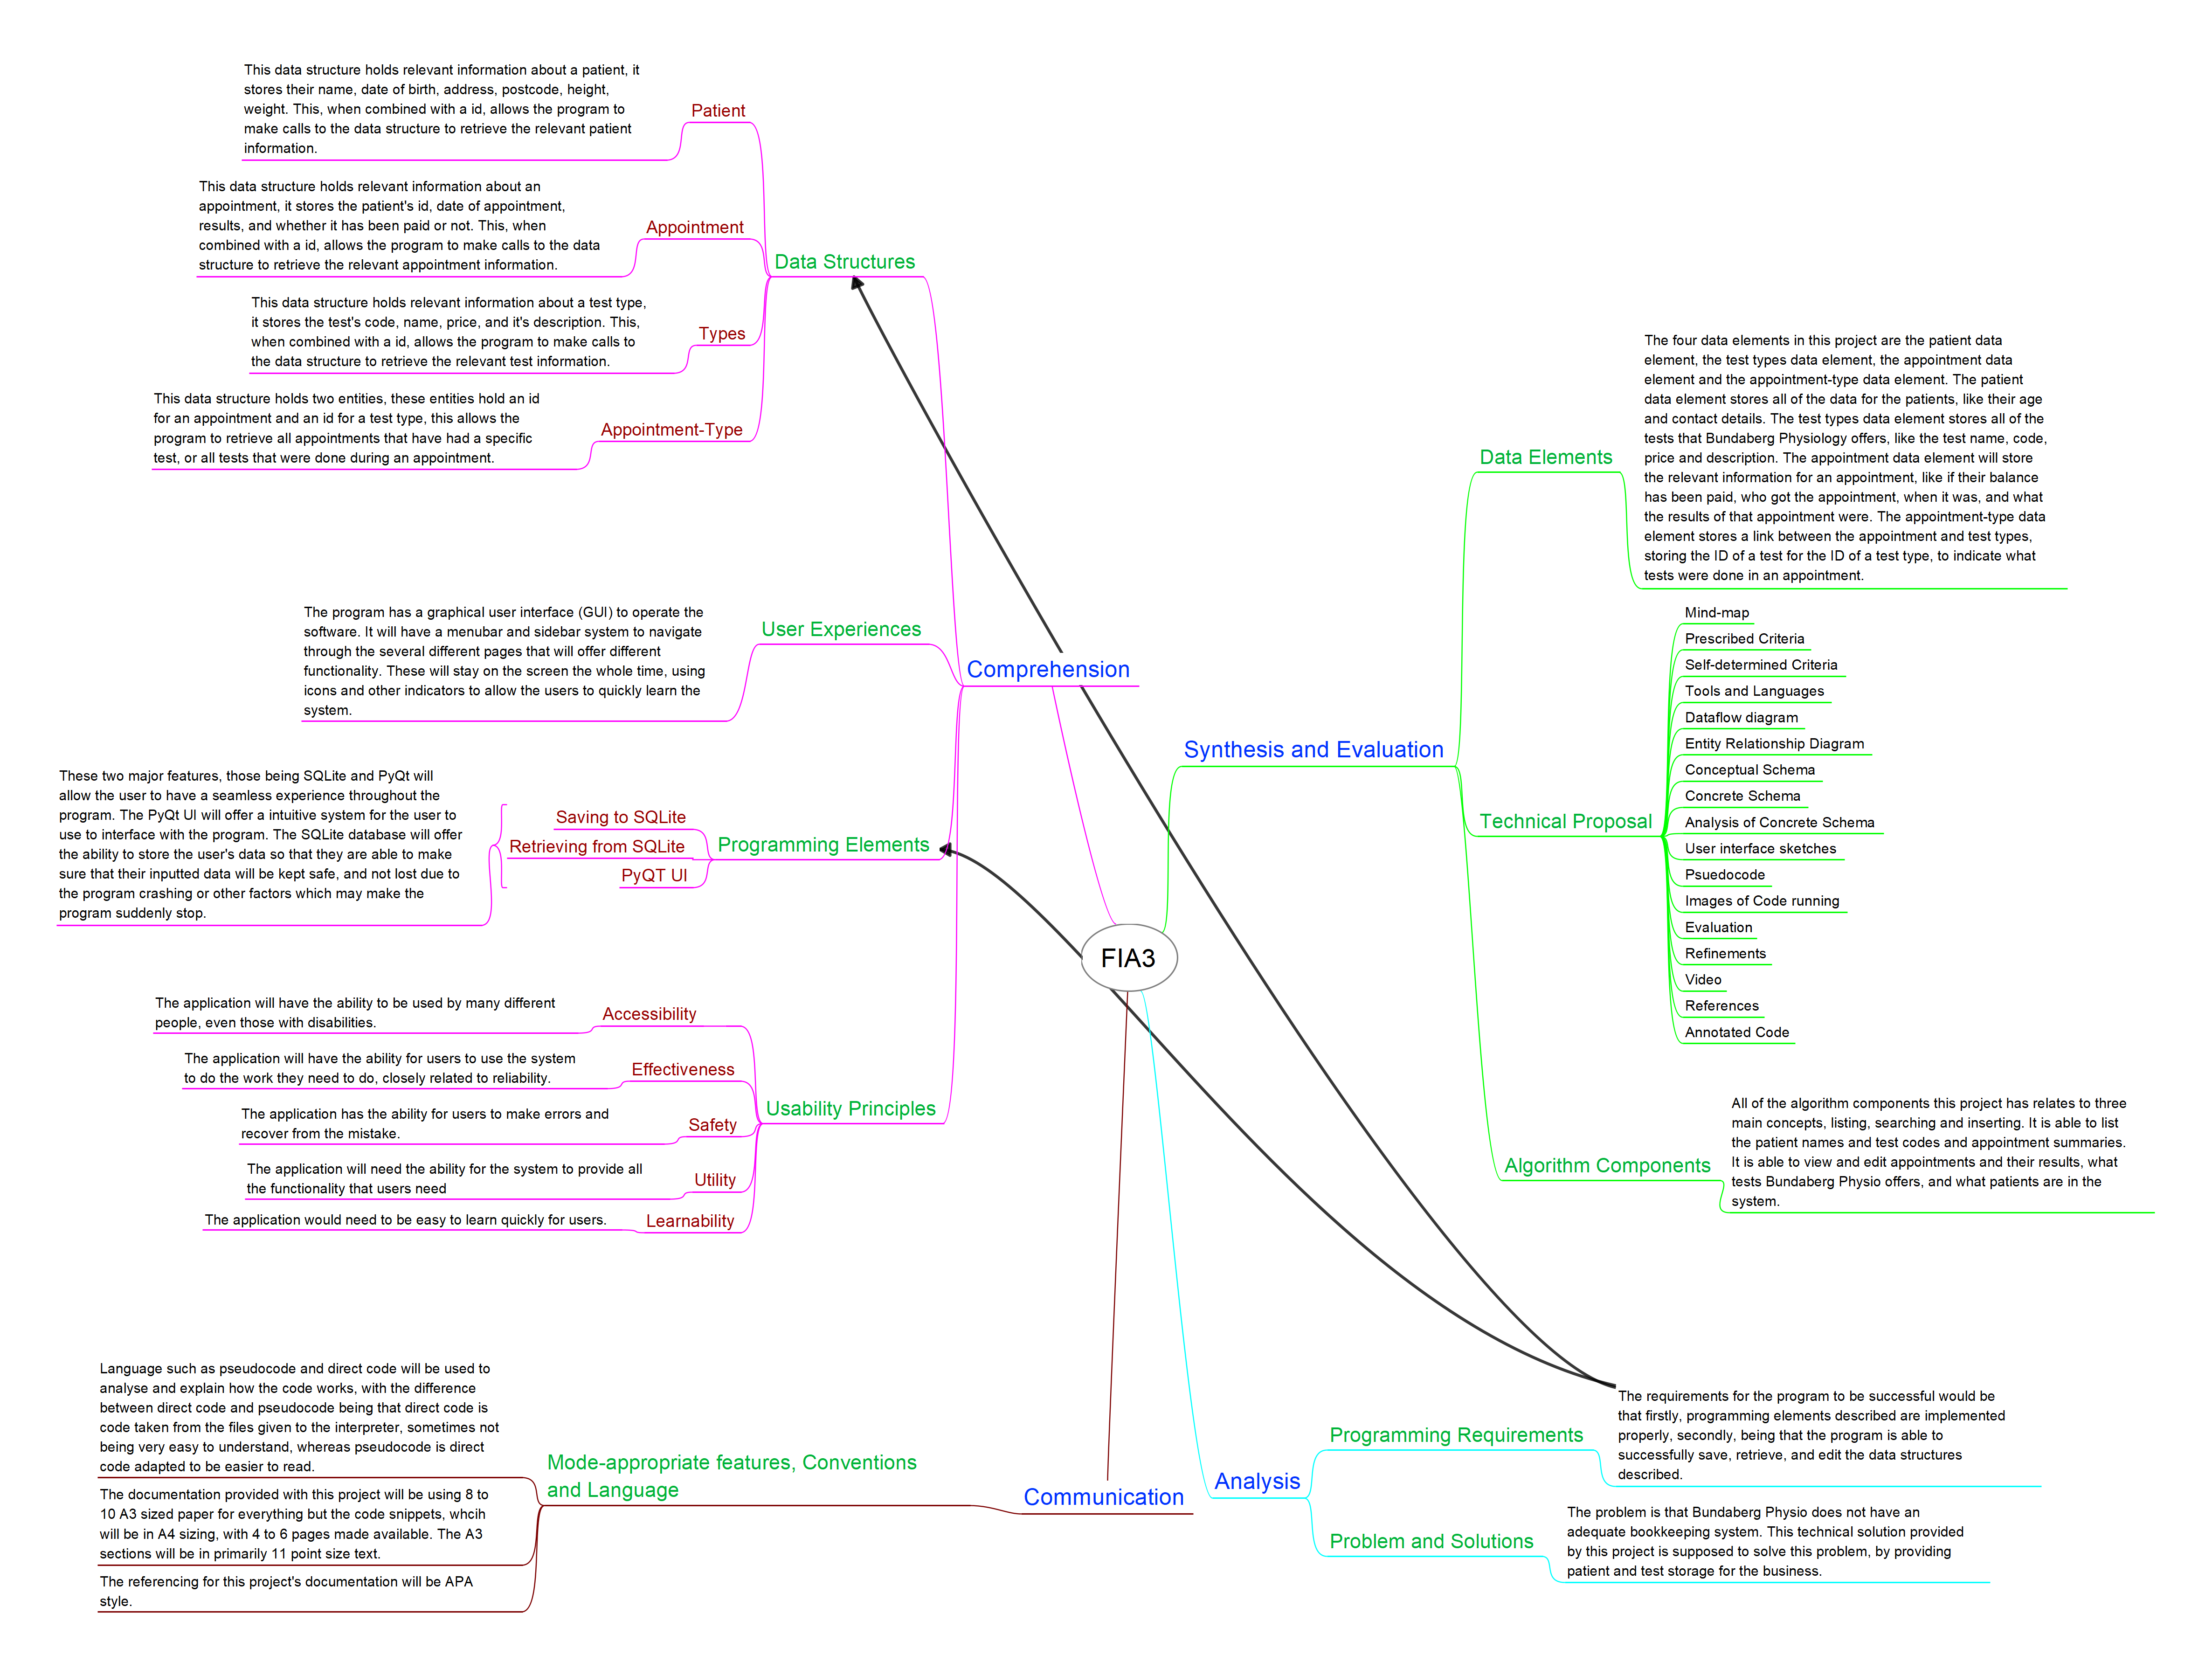 This data structure holds relevant information about a patient, it
stores their name, date of birth, address, postcode, height,
weight. This, when combined with a id, allows the program to
make calls to the data structure to retrieve the relevant patient
information.
Patient
This data structure holds relevant information about an
appointment, it stores the patient's id, date of appointment,
results, and whether it has been paid or not. This, when
combined with a id, allows the program to make calls to the data
structure to retrieve the relevant appointment information.
Appointment
This data structure holds relevant information about a test type,
it stores the test's code, name, price, and it's description. This,
when combined with a id, allows the program to make calls to
the data structure to retrieve the relevant test information.
Types
This data structure holds two entities, these entities hold an id
for an appointment and an id for a test type, this allows the
program to retrieve all appointments that have had a specific
test, or all tests that were done during an appointment.
Appointment-Type
Data Structures
The program has a graphical user interface (GUI) to operate the
software. It will have a menubar and sidebar system to navigate
through the several different pages that will offer different
functionality. These will stay on the screen the whole time, using
icons and other indicators to allow the users to quickly learn the
system.
User Experiences
Comprehension
These two major features, those being SQLite and PyQt will
allow the user to have a seamless experience throughout the
program. The PyQt UI will offer a intuitive system for the user to
use to interface with the program. The SQLite database will offer
the ability to store the user's data so that they are able to make
sure that their inputted data will be kept safe, and not lost due to
the program crashing or other factors which may make the
program suddenly stop.
Saving to SQLite
Retrieving from SQLite
PyQT UI
Programming Elements
The application will have the ability to be used by many different
people, even those with disabilities.
Accessibility
The application will have the ability for users to use the system
to do the work they need to do, closely related to reliability.
Effectiveness
The application has the ability for users to make errors and
recover from the mistake.
Safety
The application will need the ability for the system to provide all
the functionality that users need
Utility
The application would need to be easy to learn quickly for users.
Learnability
Usability Principles
FIA3
Synthesis and Evaluation
Data Elements
The four data elements in this project are the patient data
element, the test types data element, the appointment data
element and the appointment-type data element. The patient
data element stores all of the data for the patients, like their age
and contact details. The test types data element stores all of the
tests that Bundaberg Physiology offers, like the test name, code,
price and description. The appointment data element will store
the relevant information for an appointment, like if their balance
has been paid, who got the appointment, when it was, and what
the results of that appointment were. The appointment-type data
element stores a link between the appointment and test types,
storing the ID of a test for the ID of a test type, to indicate what
tests were done in an appointment.
Technical Proposal
Mind-map
Prescribed Criteria
Self-determined Criteria
Tools and Languages
Dataflow diagram
Entity Relationship Diagram
Conceptual Schema
Concrete Schema
Analysis of Concrete Schema
User interface sketches
Psuedocode
Images of Code running
Evaluation
Refinements
Video
References
Annotated Code
Algorithm Components
All of the algorithm components this project has relates to three
main concepts, listing, searching and inserting. It is able to list
the patient names and test codes and appointment summaries.
It is able to view and edit appointments and their results, what
tests Bundaberg Physio offers, and what patients are in the
system.
Language such as pseudocode and direct code will be used to
analyse and explain how the code works, with the difference
between direct code and pseudocode being that direct code is
code taken from the files given to the interpreter, sometimes not
being very easy to understand, whereas pseudocode is direct
code adapted to be easier to read.
The documentation provided with this project will be using 8 to
10 A3 sized paper for everything but the code snippets, whcih
will be in A4 sizing, with 4 to 6 pages made available. The A3
sections will be in primarily 11 point size text.
The referencing for this project's documentation will be APA
style.
Mode-appropriate features, Conventions
and Language
Communication
Analysis
Programming Requirements
The requirements for the program to be successful would be
that firstly, programming elements described are implemented
properly, secondly, being that the program is able to
successfully save, retrieve, and edit the data structures
described.
Problem and Solutions
The problem is that Bundaberg Physio does not have an
adequate bookkeeping system. This technical solution provided
by this project is supposed to solve this problem, by providing
patient and test storage for the business.